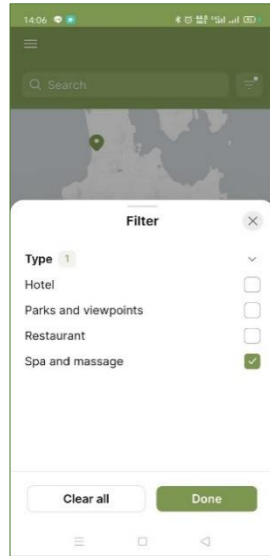 14:06
Search
Filter
Type 1
Hotel
Parks and viewpoints
Restaurant
Spa and massage
Clear all Done